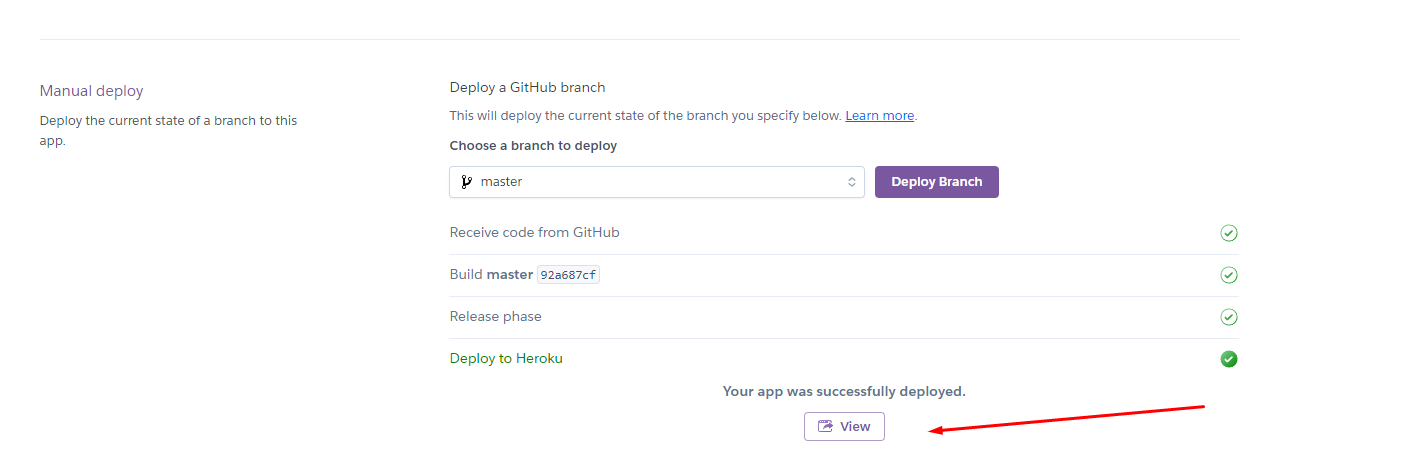 Manual deploy
Deploy the current state of a branch to this
app.
Deploy a GitHub branch
This will deploy the current state of the branch you specify below. Learn more.
Choose a branch to deploy
master
Deploy Branch
Receive code from GitHub
Build master 92a687cf
Release phase
Deploy to Heroku
Your app was successfully deployed.
View